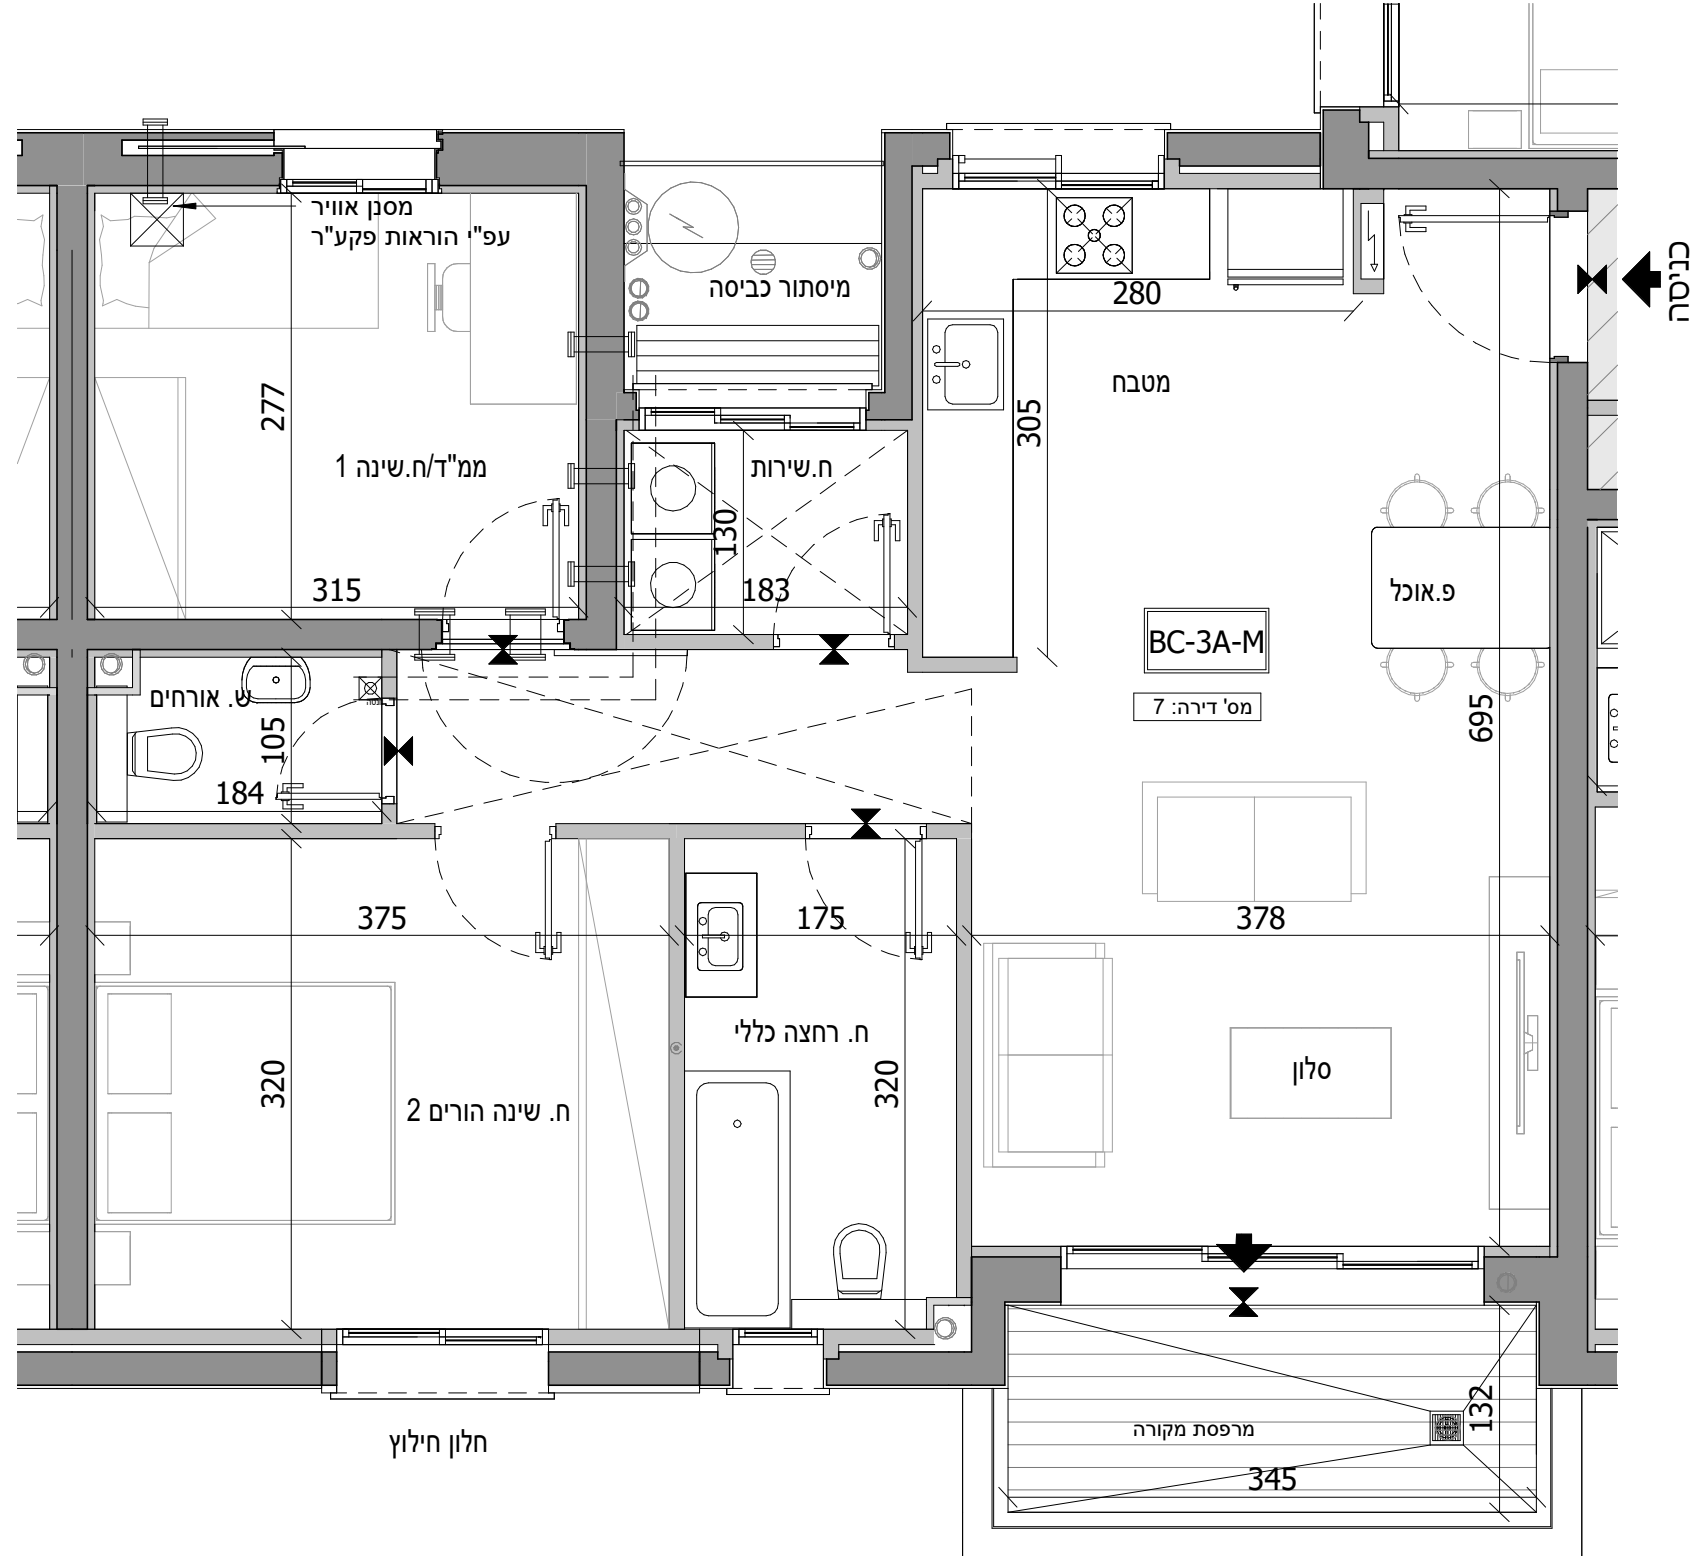 מסנן אוויר
עפ"י הוראות פקע"ר
מיסתור כביסה
280
כניסה
מטבח
277
305
ממ"ד/ח.שינה 1
ח.שירות
130
315
183
פ.אוכל
BC-3A-M
מס' דירה: 7
695
ש. אורחים
105
184
375
175
378
ח. רחצה כללי
320
320
סלון
ח. שינה הורים 2
חלון חילוץ
מרפסת מקורה
132
345